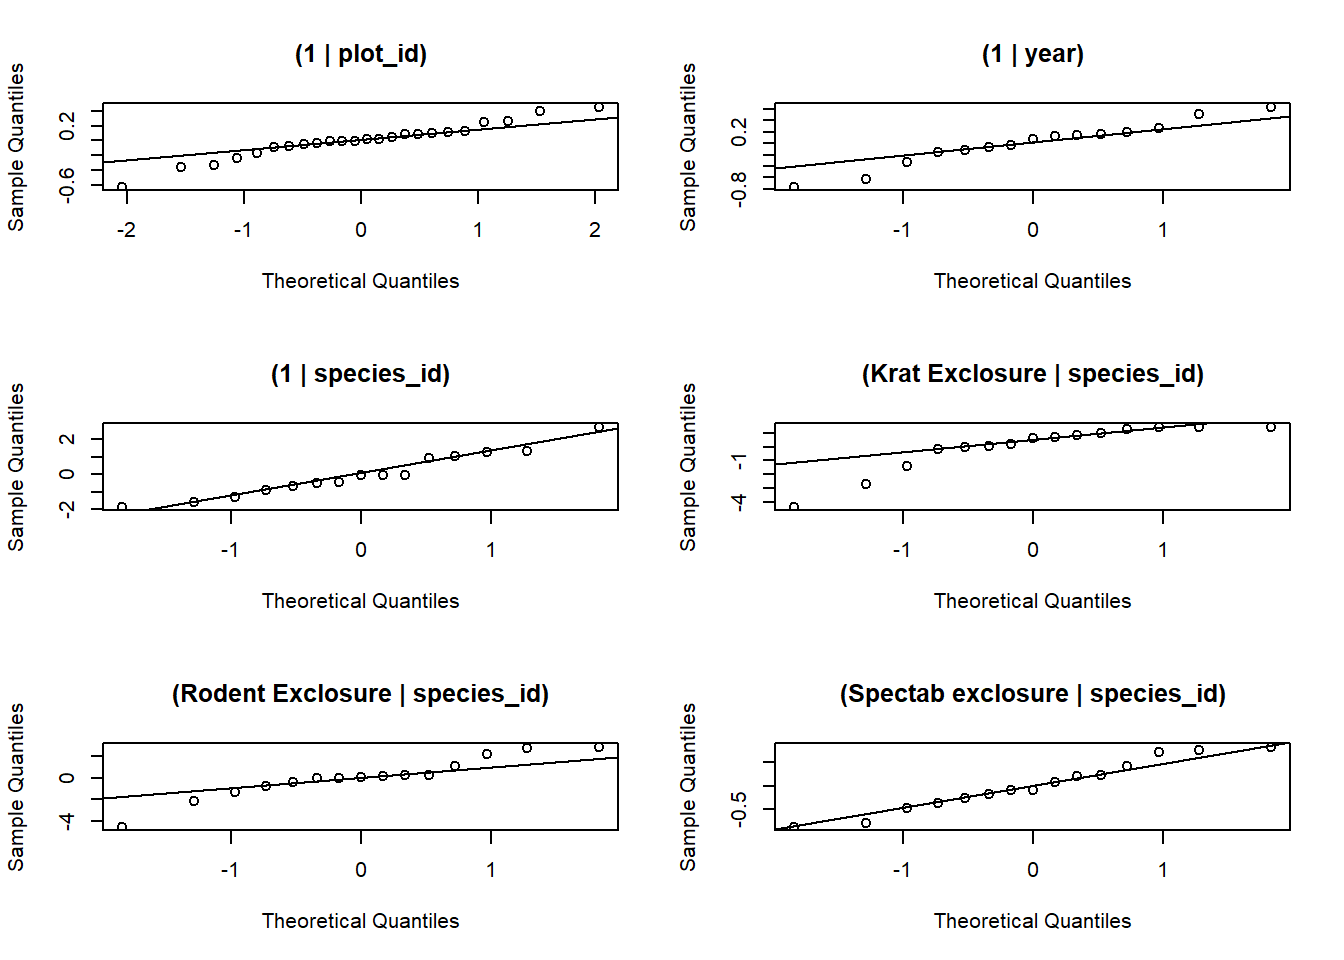 (1 | plot_id)
Sample Quantiles
0.2
-0.6
-2 -1 0 1 2
Theoretical Quantiles
(1 | year)
Sample Quantiles
0.2
-0.8
-1 0 1
Theoretical Quantiles
(1 | species_id)
Sample Quantiles
2
0
-2
-1 0 1
Theoretical Quantiles
(Krat Exclosure | species_id)
Sample Quantiles
-1
-4
-1 0 1
Theoretical Quantiles
(Rodent Exclosure | species_id)
Sample Quantiles
0
-4
-1 0 1
Theoretical Quantiles
(Spectab exclosure | species_id)
Sample Quantiles
-0.5
-1 0 1
Theoretical Quantiles